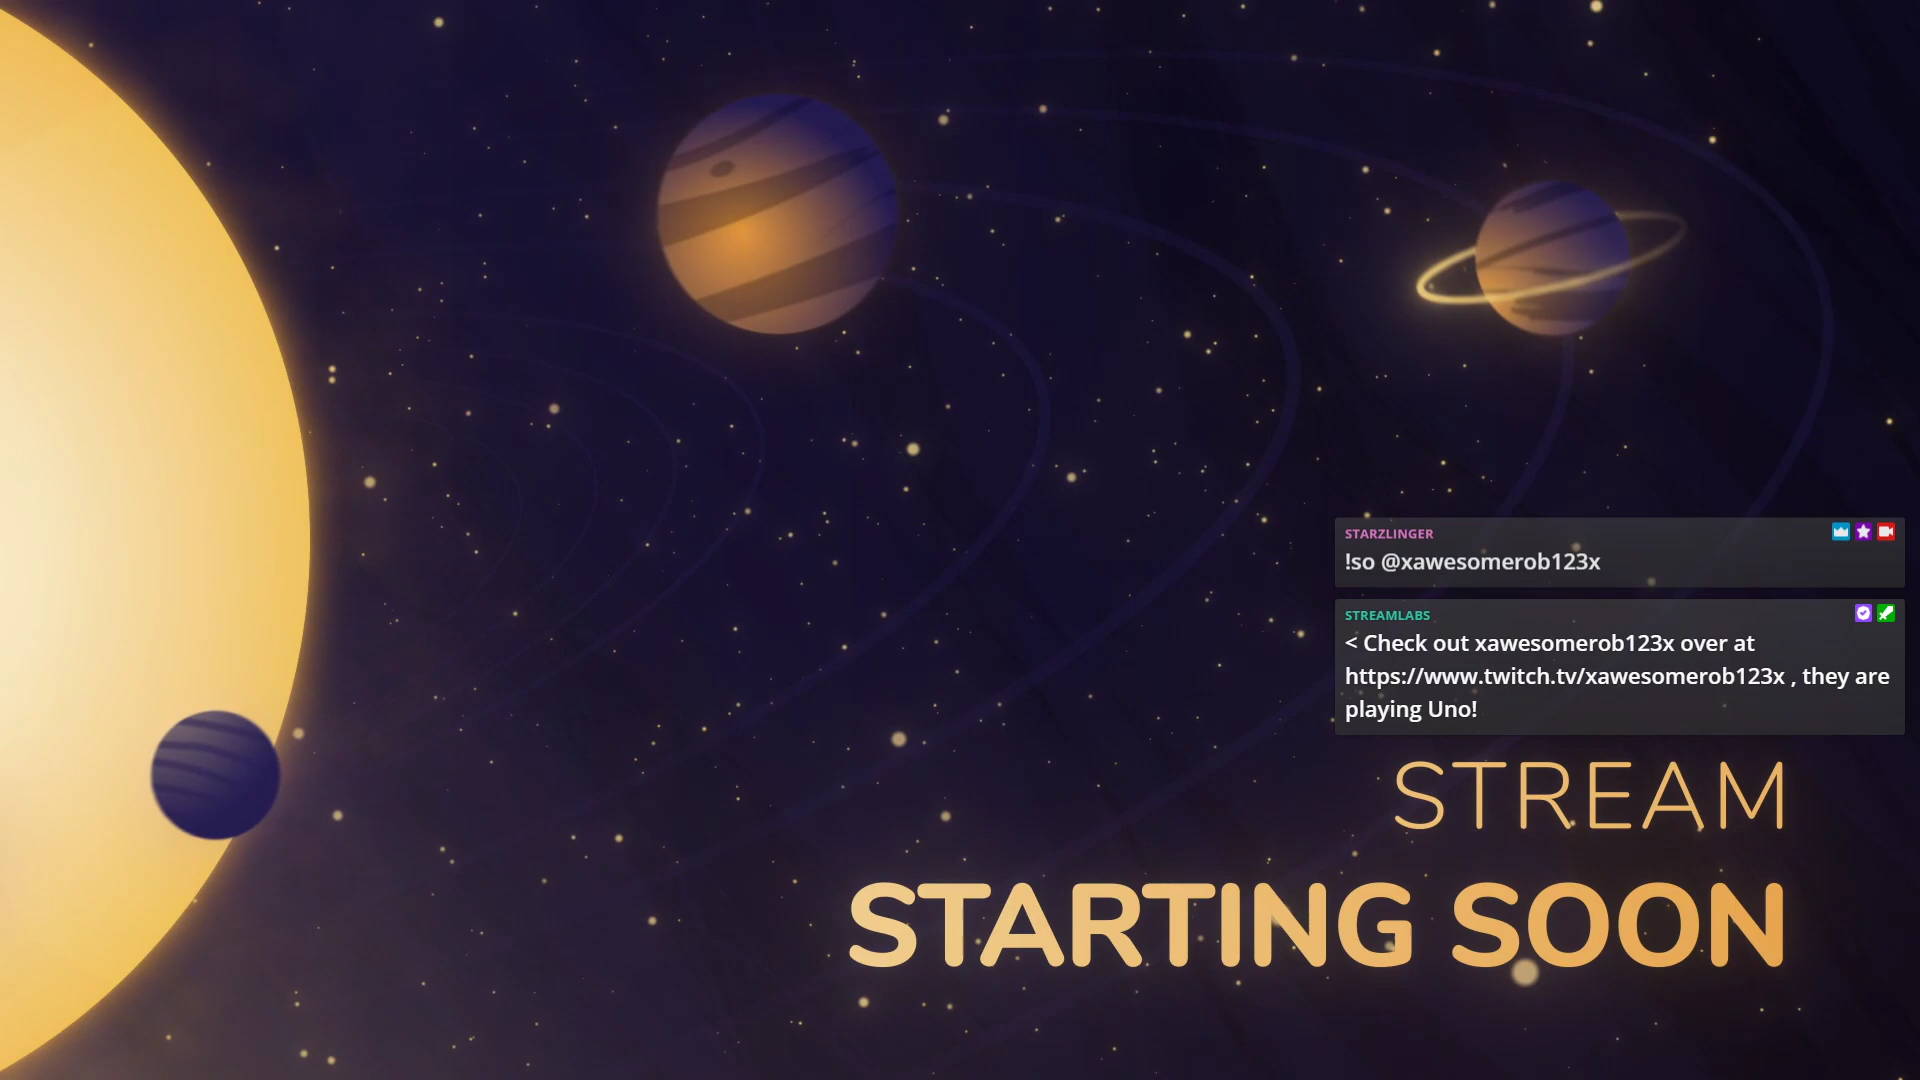 STARZLINGER
!so @xawesomerob123x
STREAMLABS
< Check out xawesomerob123x over at
https://www.twitch.tv/xawesomerob123x , they are
playing Uno!
STREAM
STARTING SOON